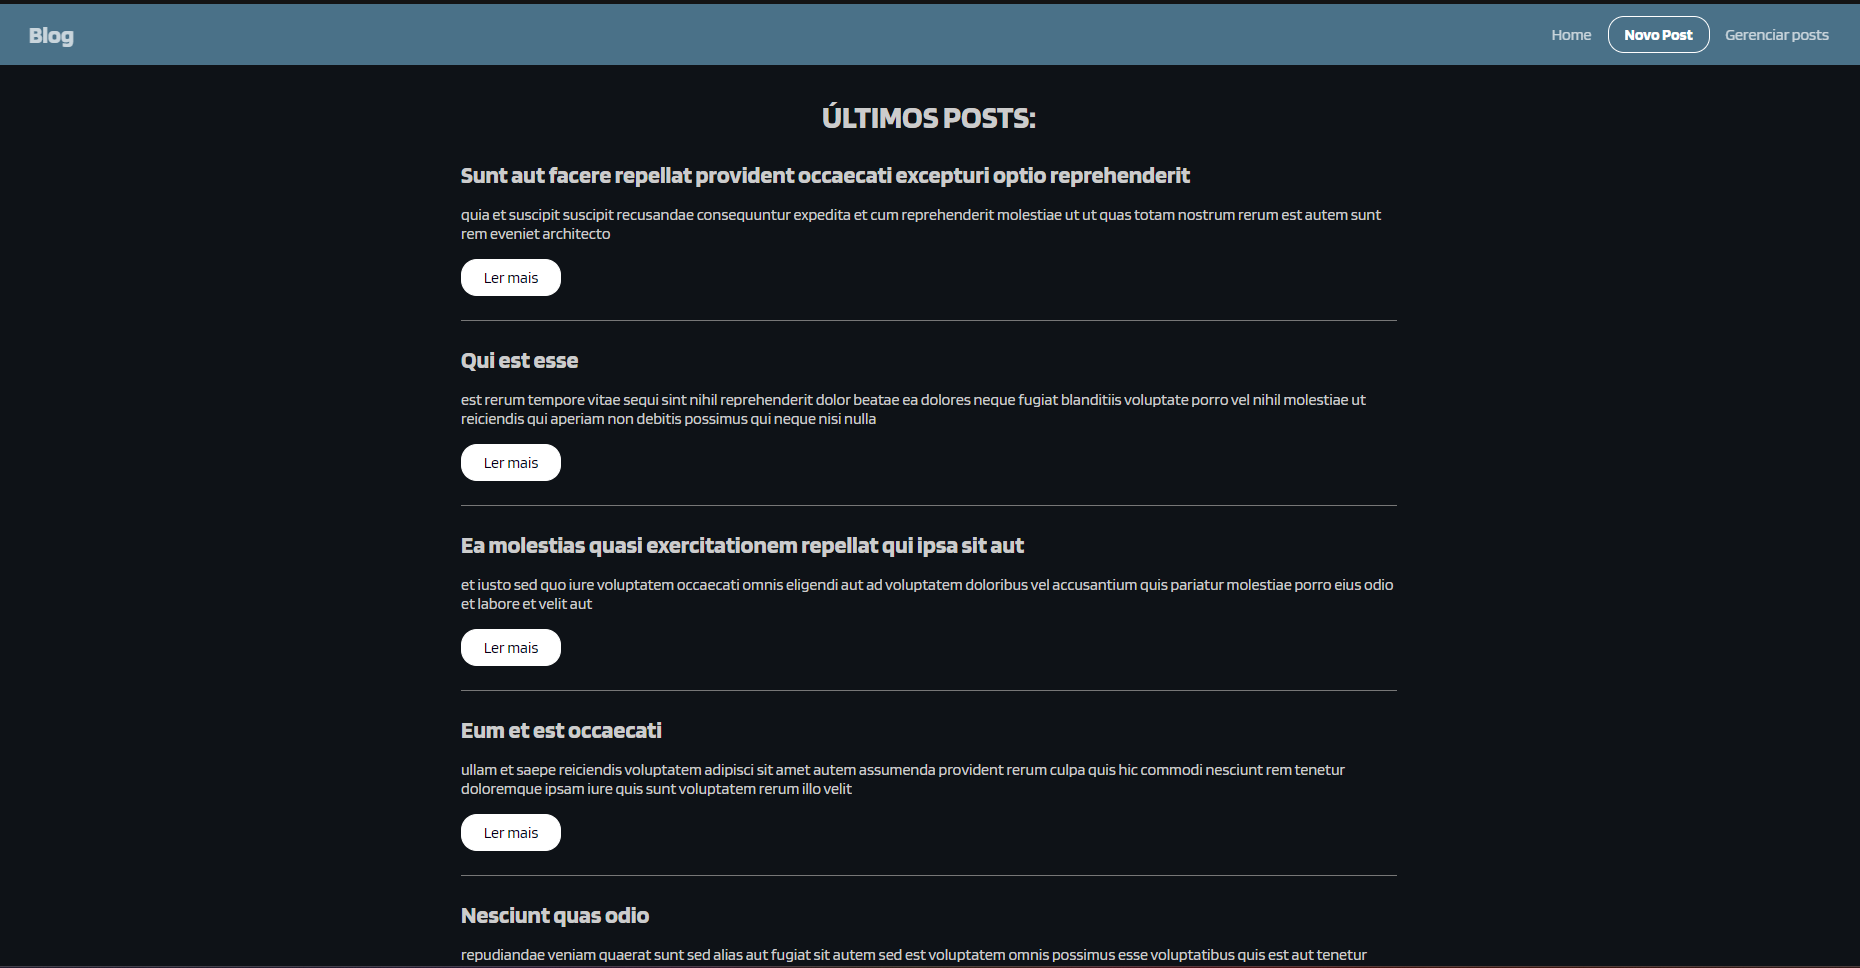 Blog
Home
Novo Post
Gerenciar posts
ÚLTIMOS POSTS:
Sunt aut facere repellat provident occaecati excepturi optio reprehenderit
quia et suscipit suscipit recusandae consequuntur expedita et cum reprehenderit molestiae ut ut quas totam nostrum rerum est autem sunt
rem eveniet architecto
Ler mais
Qui est esse
est rerum tempore vitae sequi sint nihil reprehenderit dolor beatae ea dolores neque fugiat blanditiis voluptate porro vel nihil molestiae ut
reiciendis qui aperiam non debitis possimus qui neque nisi nulla
Ler mais
Ea molestias quasi exercitationem repellat qui ipsa sit aut
et iusto sed quo iure voluptatem occaecati omnis eligendi aut ad voluptatem doloribus vel accusantium quis pariatur molestiae porro eius odio
et labore et velit aut
Ler mais
Eum et est occaecati
ullam et saepe reiciendis voluptatem adipisci sit amet autem assumenda provident rerum culpa quis hic commodi nesciunt rem tenetur
doloremque ipsam iure quis sunt voluptatem rerum illo velit
Ler mais
Nesciunt quas odio
repudiandae veniam quaerat sunt sed alias aut fugiat sit autem sed est voluptatem omnis possimus esse voluptatibus quis est aut tenetur